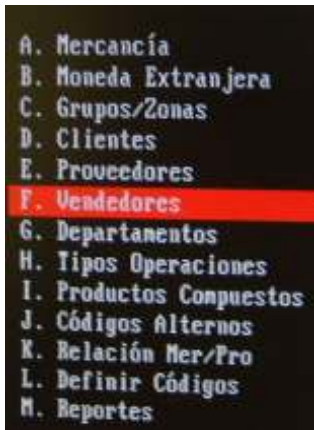 A. Mercancía
B. Moneda Extranjera
C. Grupos/Zonas
D. Clientes
E. Proveedores
F. Vendedores
G. Departamentos
H. Tipos Operaciones
I. Productos Compuestos
J. Códigos Alternos
K. Relación Mer/Pro
L. Definir Códigos
M. Reportes